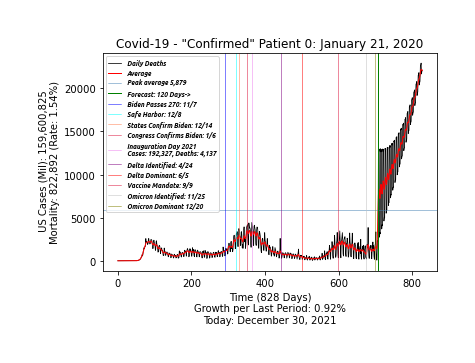 Covid-19 - "Confirmed" Patient 0: January 21, 2020
US Cases (Mill): 159,600,825
Mortality: 822,892 (Rate: 1.54%)
20000
15000
10000
5000
0
Daily Deaths
Average
Peak average 5,879
Forecast: 120 Days->
Biden Passes 270: 11/7
Safe Harbor: 12/8
States Confirm Biden: 12/14
Congress Confirms Biden: 1/6
Inauguration Day 2021
Cases: 192,327, Deaths: 4,137
Delta Identified: 4/24
Delta Dominant: 6/5
Vaccine Mandate: 9/9
Omicron Identified: 11/25
Omicron Dominant 12/20
0 200 400 600 800
Time (828 Days)
Growth per Last Period: 0.92%
Today: December 30, 2021